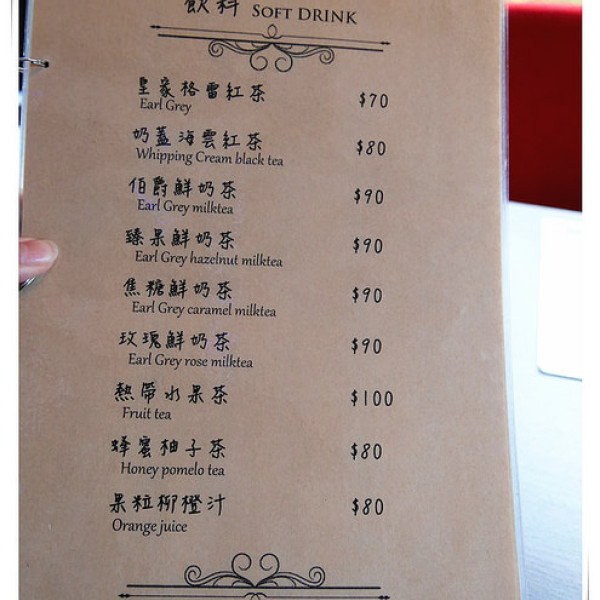 飲料 SOFT DRINK
皇家格雷紅茶 $70
Earl Grey
奶蓋海雲紅茶 $80
Whipping Cream black tea
伯爵鮮奶茶 $90
Earl Grey milktea
臻果鮮奶茶 $90
Earl Grey hazelnut milktea
焦糖鮮奶茶 $90
Earl Grey caramel milktea
玫瑰鮮奶茶 $90
Earl Grey rose milktea
熱帶水果茶 $100
Fruit tea
蜂蜜柚子茶 $80
Honey pomelo tea
果粒柳橙汁 $80
Orange juice